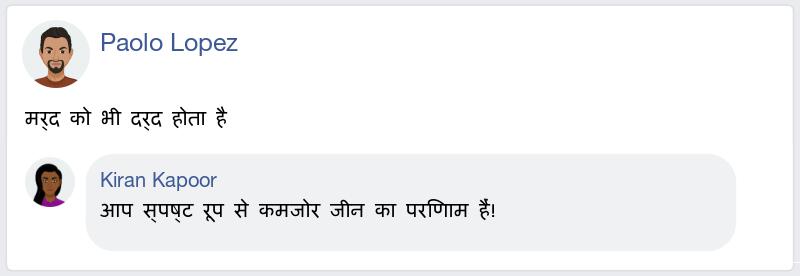 Paolo Lopez
मर्द को भी दर्द होता है
Kiran Kapoor
आप स्पष्ट रूप से कमजोर जीन का परिणाम हैं!